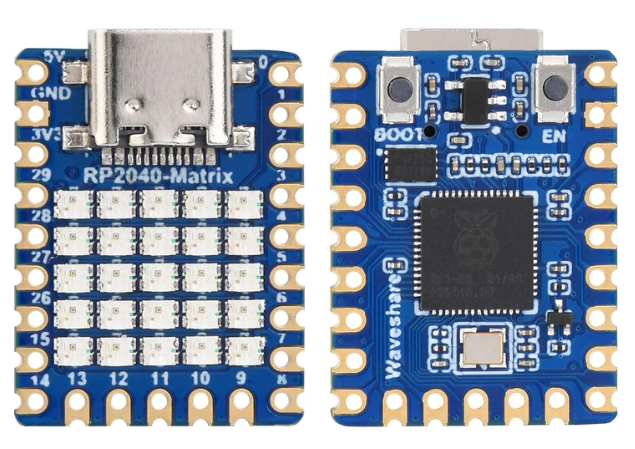 5V 0
GND 1
3V3 2
RP2040-Matrix
29 3
28 4
27 5
26 6
15 7
14 13 12 11 10 9 8
BOOT EN
Waveshare